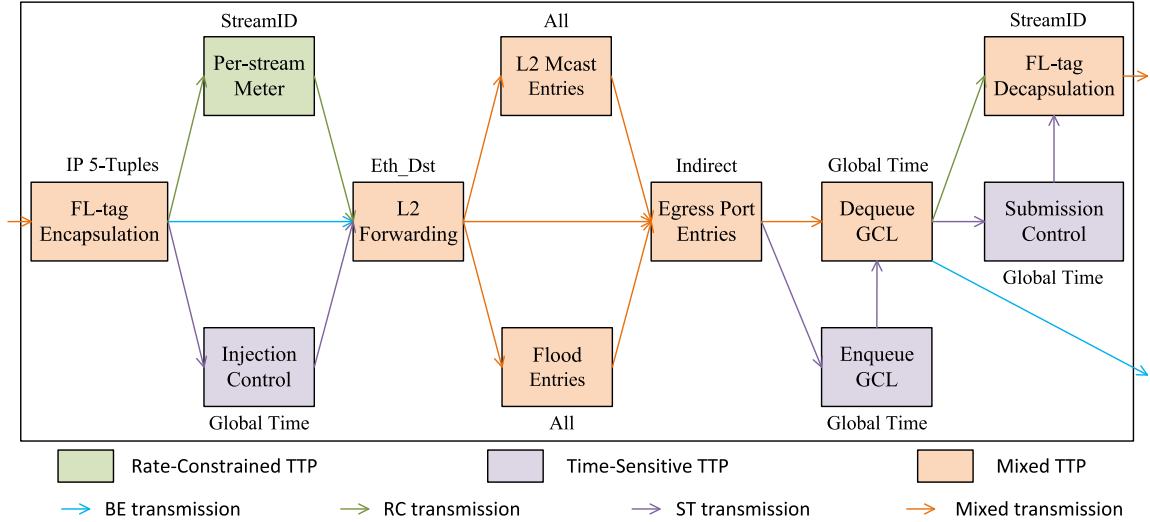 StreamID
All
StreamID
Per-stream
Meter
L2 Mcast
Entries
FL-tag
Decapsulation
IP 5-Tuples
Eth_Dst
Indirect
Global Time
FL-tag
Encapsulation
L2
Forwarding
Egress Port
Entries
Dequeue
GCL
Submission
Control
Global Time
Injection
Control
Flood
Entries
Enqueue
GCL
Global Time
All
Global Time
Rate-Constrained TTP
Time-Sensitive TTP
Mixed TTP
BE transmission
RC transmission
ST transmission
Mixed transmission